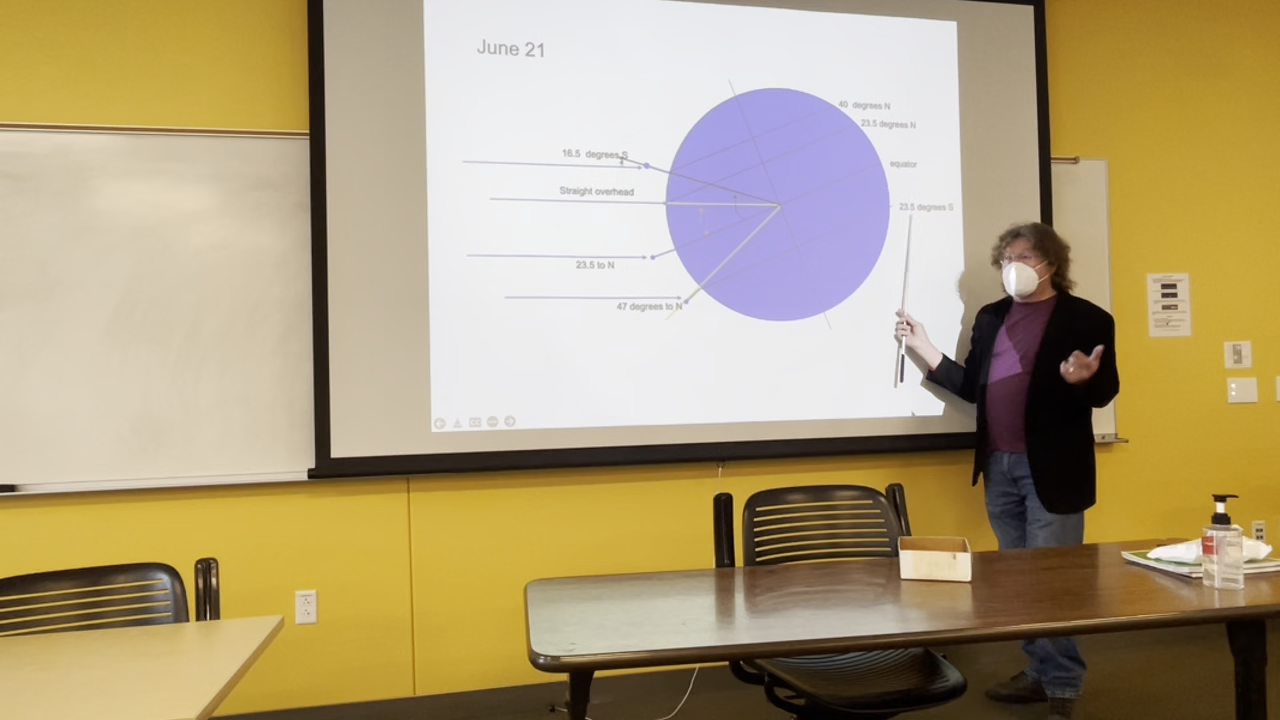 June 21
40 degrees N
23.5 degrees N
16.5 degrees S
equator
Straight overhead
23.5 degrees S
23.5 to N
47 degrees to N